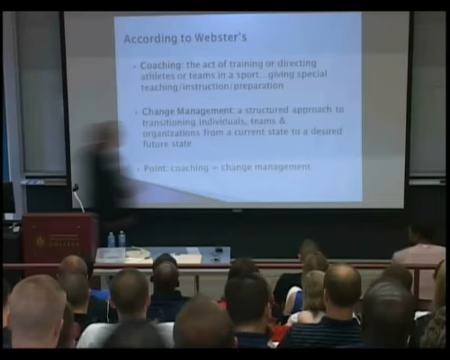 According to Webster's
Coaching: the act of training or directing
athletes or teams in a sport...giving special
teaching/instruction/preparation
Change Management: a structured approach to
transitioning individuals, teams &
organizations from a current state to a desired
future state
Point: coaching = change management